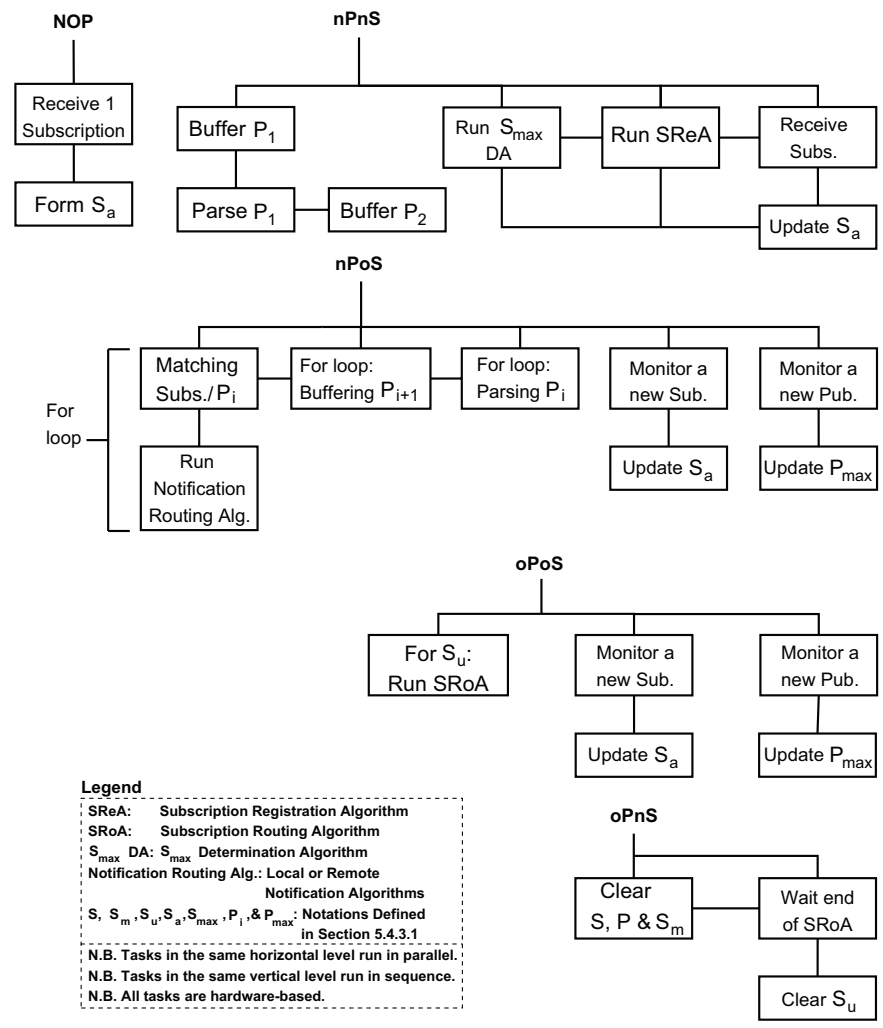 NOP
Receive 1
Subscription
Form Sa
nPnS
Buffer P1
Parse P1
Buffer P2
Run Smax
DA
Run SReA
Receive
Subs.
Update Sa
nPoS
For
loop
Matching
Subs./Pi
Run
Notification
Routing Alg.
For loop:
Buffering Pi+1
For loop:
Parsing Pi
Monitor a
new Sub.
Update Sa
Monitor a
new Pub.
Update Pmax
oPoS
For Su:
Run SRoA
Monitor a
new Sub.
Update Sa
Monitor a
new Pub.
Update Pmax
Legend
SReA: Subscription Registration Algorithm
SRoA: Subscription Routing Algorithm
Smax DA: Smax Determination Algorithm
Notification Routing Alg.: Local or Remote
Notification Algorithms
S, Sm, Su, Sa, Smax, Pi, & Pmax: Notations Defined
in Section 5.4.3.1
N.B. Tasks in the same horizontal level run in parallel.
N.B. Tasks in the same vertical level run in sequence.
N.B. All tasks are hardware-based.
oPnS
Clear
S, P & Sm
Wait end
of SRoA
Clear Su